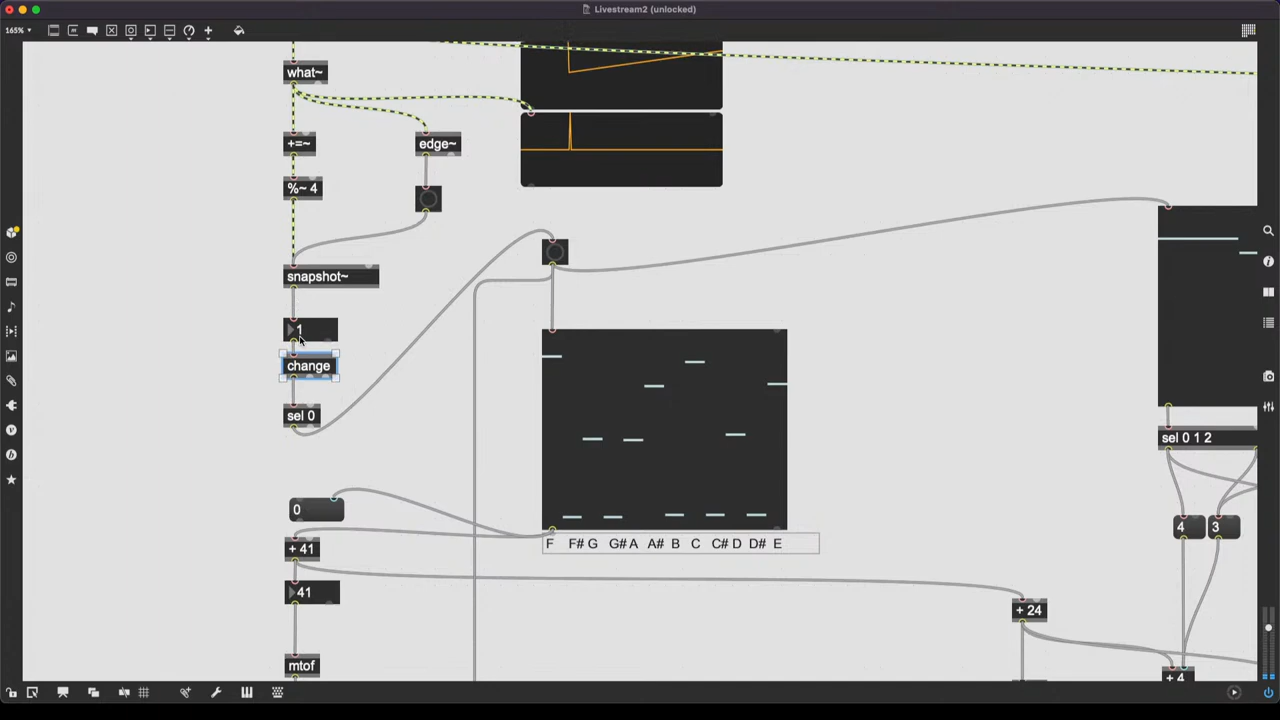 Livestream2 (unlocked)
165%
what~
+=~
edge~
%~ 4
snapshot~
1
change
sel 0
sel 0 1 2
0
4
3
F F# G G# A A# B C C# D D# E
+ 41
41
+ 24
mtof
+ 4